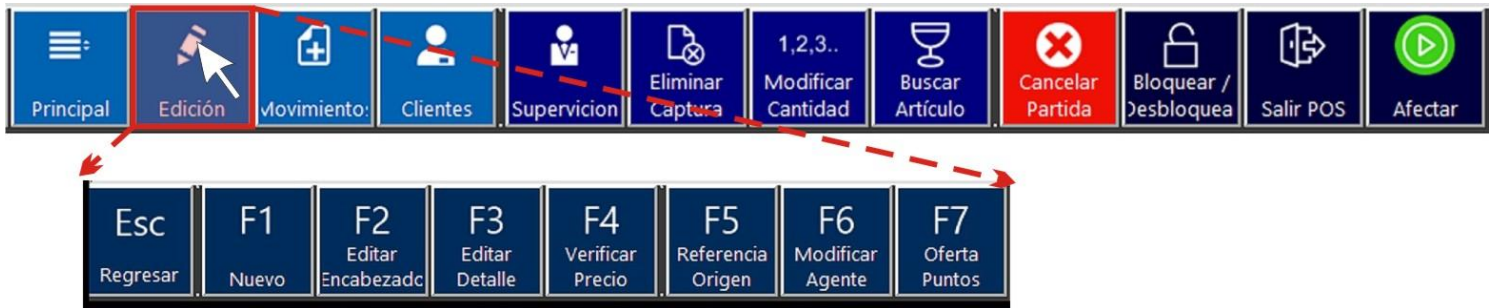 Principal
Edición
Movimientos
Clientes
Supervicion
Eliminar
Captura
1,2,3..
Modificar
Cantidad
Buscar
Artículo
Cancelar
Partida
Bloquear /
Desbloquea
Salir POS
Afectar
Esc
Regresar
F1
Nuevo
F2
Editar
Encabezado
F3
Editar
Detalle
F4
Verificar
Precio
F5
Referencia
Origen
F6
Modificar
Agente
F7
Oferta
Puntos